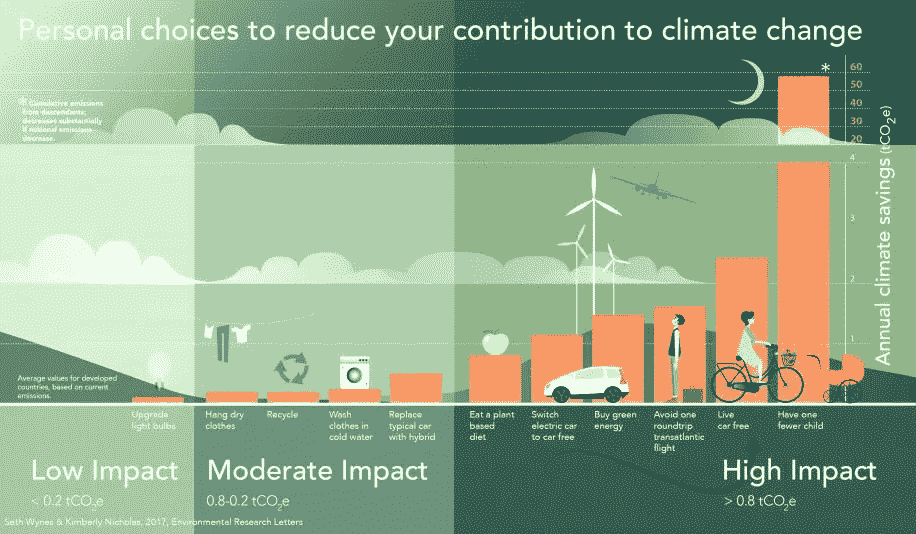 Personal choices to reduce your contribution to climate change
* Cumulative emissions
from descendants;
decreases substantially
if national emissions
decrease.
*
60
50
40
30
20
4
3
2
1
Annual climate savings (tCO₂e)
Average values for developed
countries, based on current
emissions.
Upgrade
light bulbs
Hang dry
clothes
Recycle
Wash
clothes in
cold water
Replace
typical car
with hybrid
Eat a plant
based
diet
Switch
electric car
to car free
Buy green
energy
Avoid one
roundtrip
transatlantic
flight
Live
car free
Have one
fewer child
Low Impact
< 0.2 tCO₂e
Moderate Impact
0.8-0.2 tCO₂e
High Impact
> 0.8 tCO₂e
Seth Wynes & Kimberly Nicholas, 2017, Environmental Research Letters